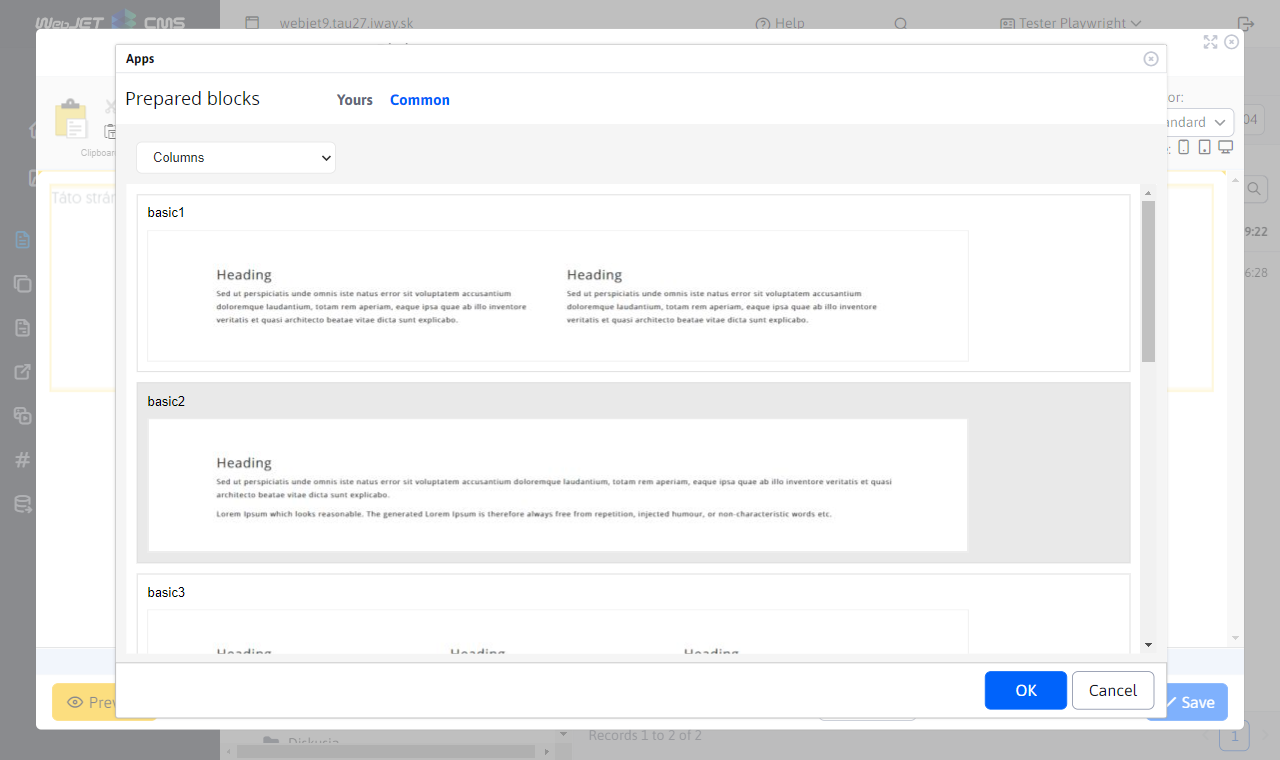 WebJET CMS
webjet9.tau27.iway.sk
Help
Tester Playwright
Apps
Prepared blocks
Yours
Common
Clipboar
or:
andard
04
Columns
Táto strár
basic1
Heading
Sed ut perspiciatis unde omnis iste natus error sit voluptatem accusantium
doloremque laudantium, totam rem aperiam, eaque ipsa quae ab illo inventore
veritatis et quasi architecto beatae vitae dicta sunt explicabo.
Heading
Sed ut perspiciatis unde omnis iste natus error sit voluptatem accusantium
doloremque laudantium, totam rem aperiam, eaque ipsa quae ab illo inventore
veritatis et quasi architecto beatae vitae dicta sunt explicabo.
9:22
6:28
basic2
Heading
Sed ut perspiciatis unde omnis iste natus error sit voluptatem accusantium doloremque laudantium, totam rem aperiam, eaque ipsa quae ab illo inventore veritatis et quasi
architecto beatae vitae dicta sunt explicabo.
Lorem Ipsum which looks reasonable. The generated Lorem Ipsum is therefore always free from repetition, injected humour, or non-characteristic words etc.
basic3
Heading
Heading
Heading
OK
Cancel
Prev
Save
Diskusia
Records 1 to 2 of 2
1